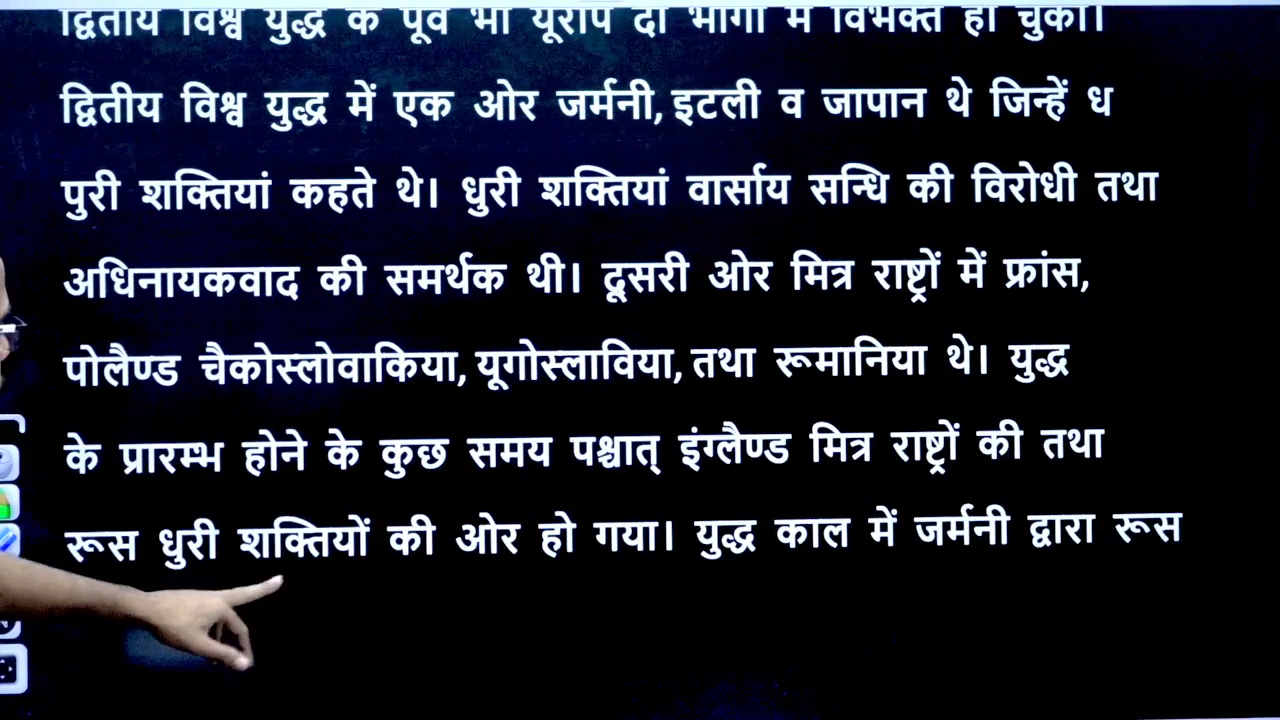 द्वितीय विश्व युद्ध के पूर्व भी यूरोप दो भागों में विभक्त हो चुका।
द्वितीय विश्व युद्ध में एक ओर जर्मनी, इटली व जापान थे जिन्हें ध
पुरी शक्तियां कहते थे। धुरी शक्तियां वार्साय सन्धि की विरोधी तथा
अधिनायकवाद की समर्थक थी। दूसरी ओर मित्र राष्ट्रों में फ्रांस,
पोलैण्ड चैकोस्लोवाकिया, यूगोस्लाविया, तथा रूमानिया थे। युद्ध
के प्रारम्भ होने के कुछ समय पश्चात् इंग्लैण्ड मित्र राष्ट्रों की तथा
रूस धुरी शक्तियों की ओर हो गया। युद्ध काल में जर्मनी द्वारा रूस